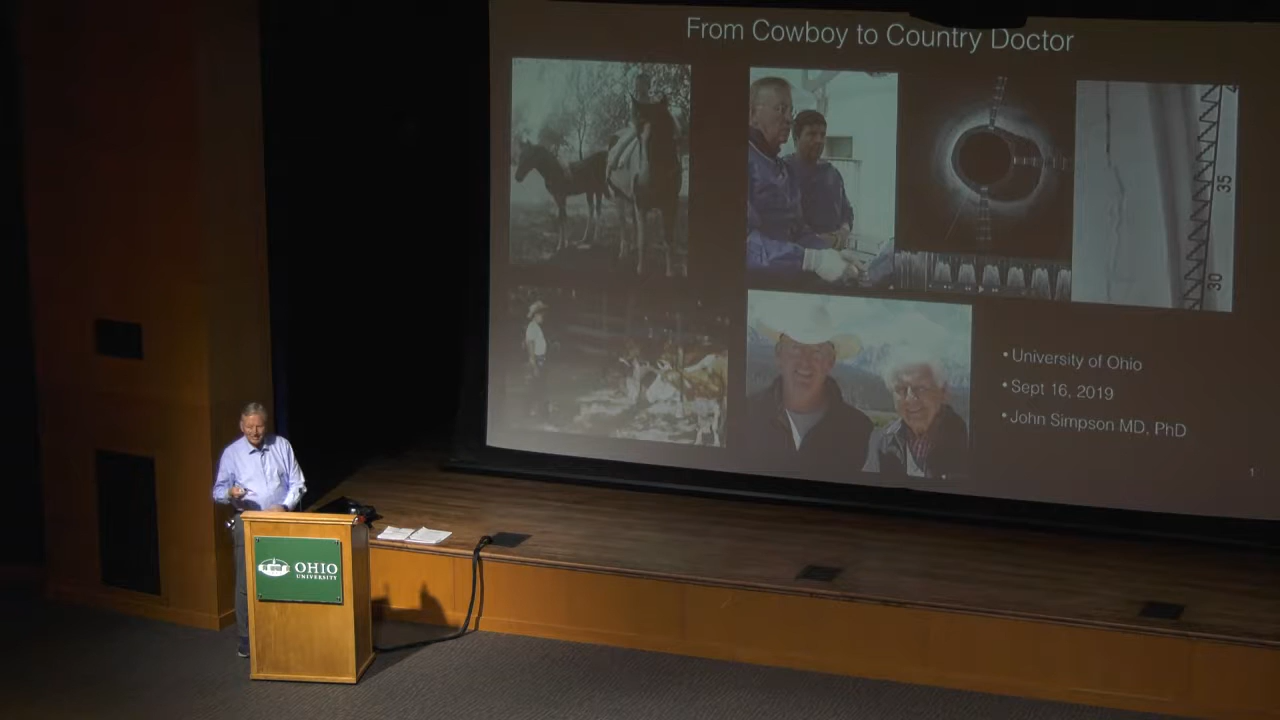 From Cowboy to Country Doctor
35
30
• University of Ohio
• Sept 16, 2019
• John Simpson MD, PhD
1
OHIO
UNIVERSITY